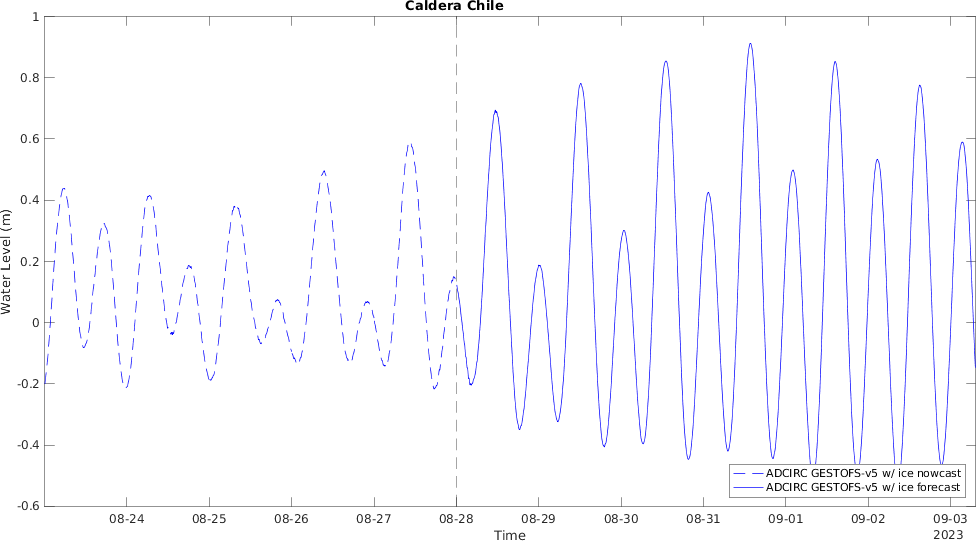 Caldera Chile
Water Level (m)
1
0.8
0.6
0.4
0.2
0
-0.2
-0.4
-0.6
ADCIRC GESTOFS-v5 w/ ice nowcast
ADCIRC GESTOFS-v5 w/ ice forecast
08-24 08-25 08-26 08-27 08-28 08-29 08-30 08-31 09-01 09-02 09-03
2023
Time